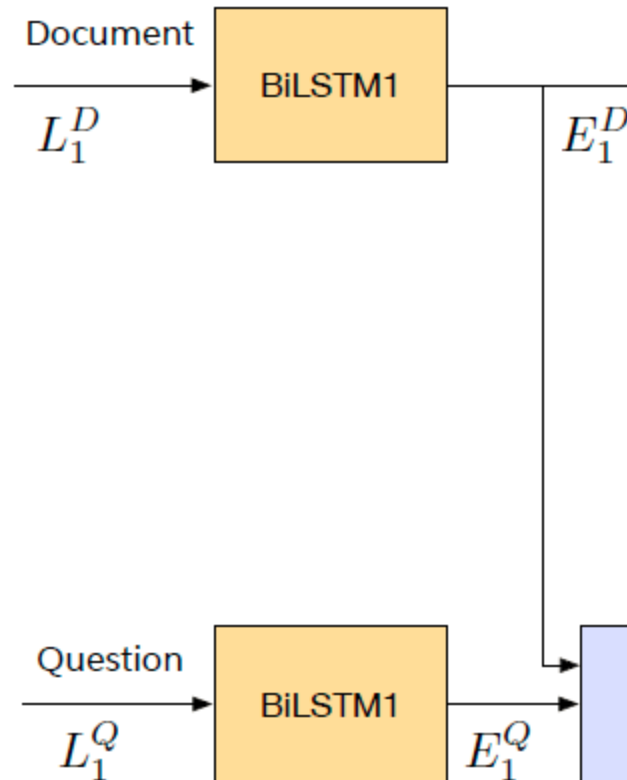 Document
BiLSTM1
L_1^D
E_1^D
Question
BiLSTM1
L_1^Q
E_1^Q